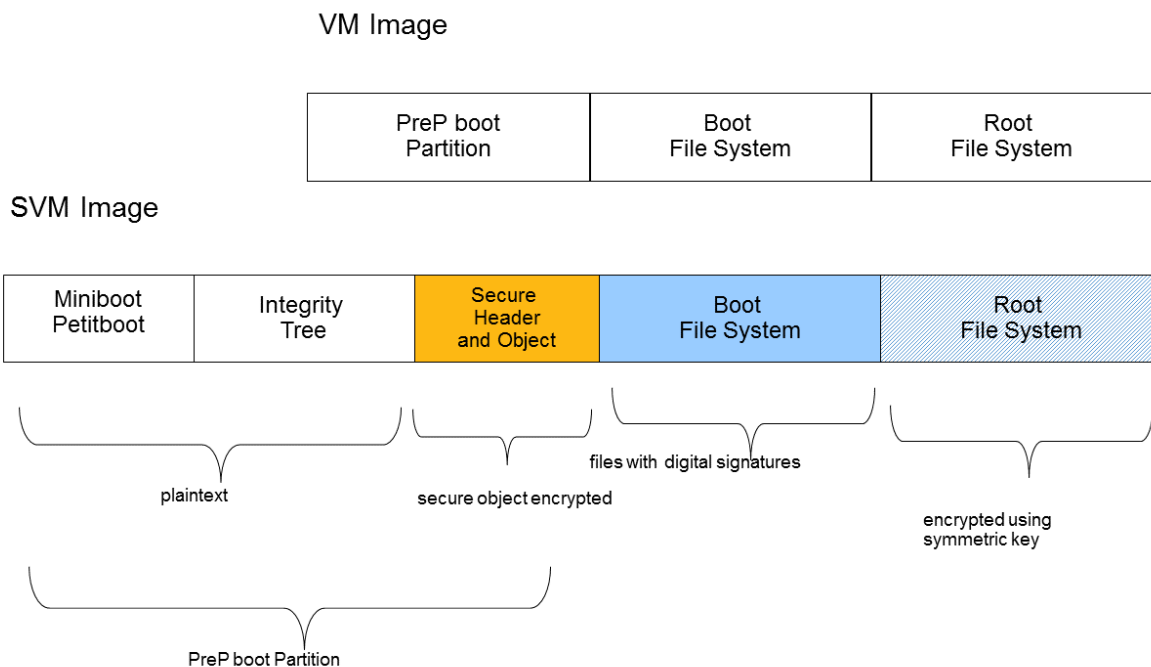 VM Image
PreP boot
Partition
Boot
File System
Root
File System
SVM Image
Miniboot
Petitboot
Integrity
Tree
Secure
Header
and Object
Boot
File System
Root
File System
plaintext
secure object encrypted
files with digital signatures
encrypted using
symmetric key
PreP boot Partition